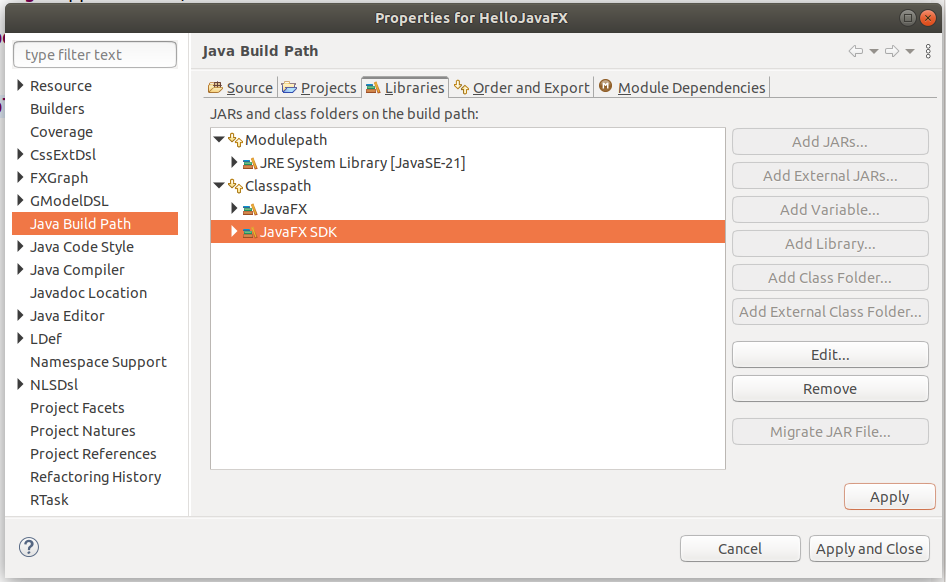 Properties for HelloJavaFX
type filter text
Java Build Path
Resource
Builders
Coverage
CssExtDsl
FXGraph
GModelDSL
Java Build Path
Java Code Style
Java Compiler
Javadoc Location
Java Editor
LDef
Namespace Support
NLSDsl
Project Facets
Project Natures
Project References
Refactoring History
RTask
Source
Projects
Libraries
Order and Export
Module Dependencies
JARs and class folders on the build path:
Modulepath
JRE System Library [JavaSE-21]
Classpath
JavaFX
JavaFX SDK
Add JARs...
Add External JARs...
Add Variable...
Add Library...
Add Class Folder...
Add External Class Folder...
Edit...
Remove
Migrate JAR File...
Apply
?
Cancel
Apply and Close